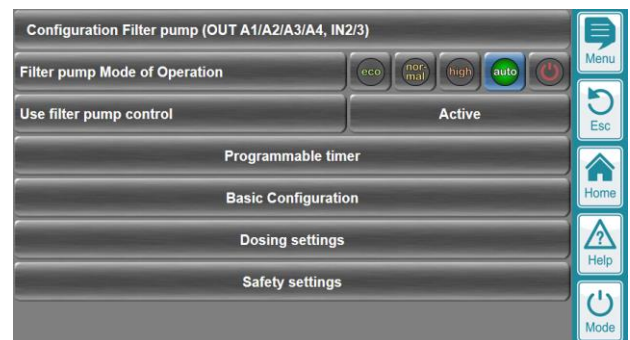 Configuration Filter pump (OUT A1/A2/A3/A4, IN2/3)
Filter pump Mode of Operation
eco
nor-
mal
high
auto
Use filter pump control
Active
Programmable timer
Basic Configuration
Dosing settings
Safety settings
Menu
Esc
Home
?
Help
Mode